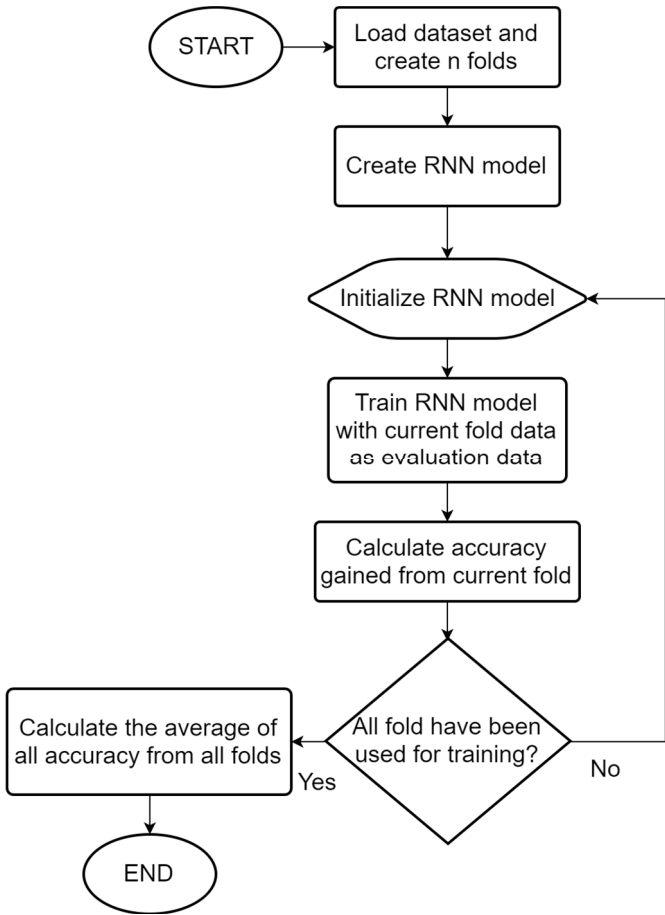 START
Load dataset and
create n folds
Create RNN model
Initialize RNN model
Train RNN model
with current fold data
as evaluation data
Calculate accuracy
gained from current fold
All fold have been
used for training?
No
Yes
Calculate the average of
all accuracy from all folds
END